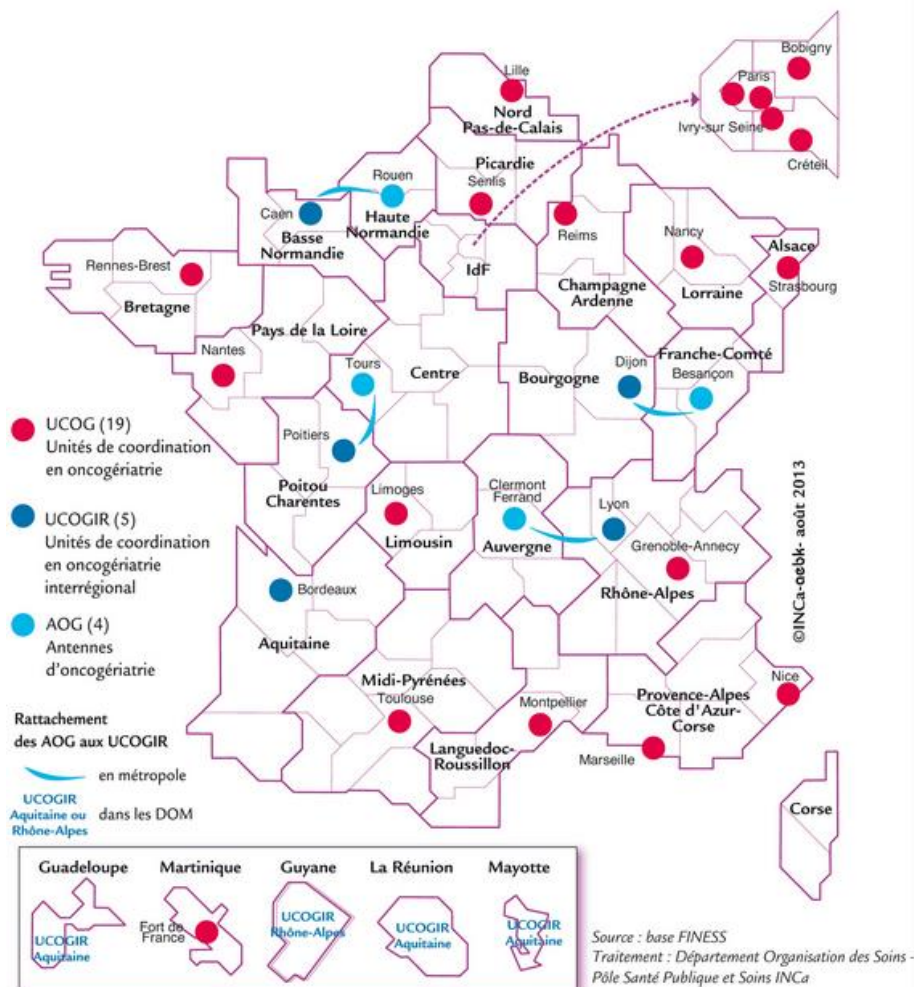 Lille
Nord
Pas-de-Calais
Picardie
Senlis
Bobigny
Paris
Ivry-sur Seine
Créteil
Rouen
Haute
Normandie
Caen
Basse
Normandie
IdF
Reims
Champagne
Ardenne
Nancy
Lorraine
Alsace
Strasbourg
Rennes-Brest
Bretagne
Pays de la Loire
Nantes
Tours
Centre
Bourgogne
Dijon
Franche-Comté
Besançon
Poitiers
Poitou
Charentes
Limoges
Limousin
Clermont
Ferrand
Auvergne
Lyon
Grenoble-Annecy
Rhône-Alpes
Bordeaux
Aquitaine
Midi-Pyrénées
Toulouse
Montpellier
Languedoc-
Roussillon
Provence-Alpes
Côte d'Azur-
Corse
Nice
Marseille
Corse
UCOG (19)
Unités de coordination
en oncogériatrie
UCOGIR (5)
Unités de coordination
en oncogériatrie
interrégional
AOG (4)
Antennes
d'oncogériatrie
Rattachement
des AOG aux UCOGIR
en métropole
UCOGIR
Aquitaine ou
Rhône-Alpes
dans les DOM
©INCa-aebk- août 2013
Guadeloupe
UCOGIR
Aquitaine
Martinique
Fort de
France
Guyane
UCOGIR
Rhône-Alpes
La Réunion
UCOGIR
Aquitaine
Mayotte
UCOGIR
Aquitaine
Source : base FINESS
Traitement : Département Organisation des Soins -
Pôle Santé Publique et Soins INCa